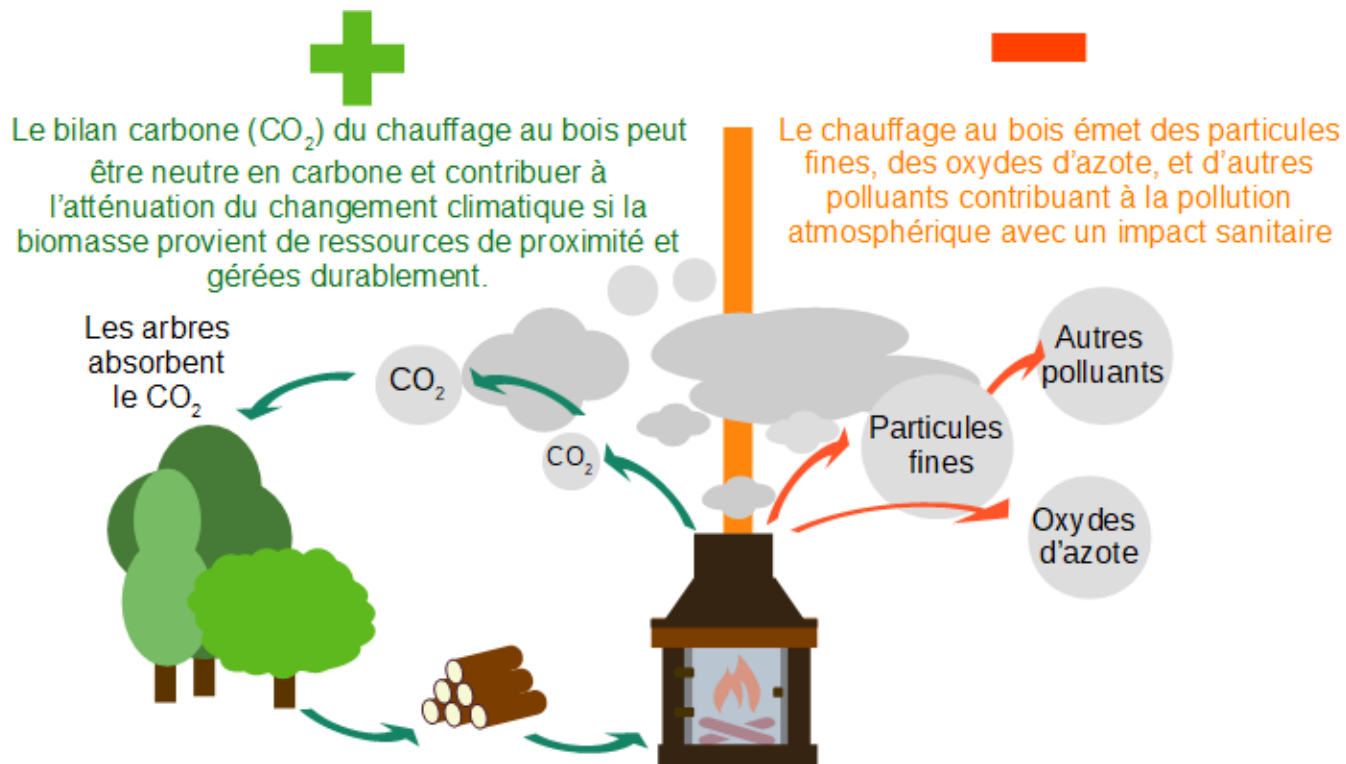 Le bilan carbone (CO₂) du chauffage au bois peut
être neutre en carbone et contribuer à
l'atténuation du changement climatique si la
biomasse provient de ressources de proximité et
gérées durablement.
Le chauffage au bois émet des particules
fines, des oxydes d'azote, et d'autres
polluants contribuant à la pollution
atmosphérique avec un impact sanitaire
Les arbres
absorbent
le CO₂
CO₂
CO₂
Particules
fines
Autres
polluants
Oxydes
d'azote